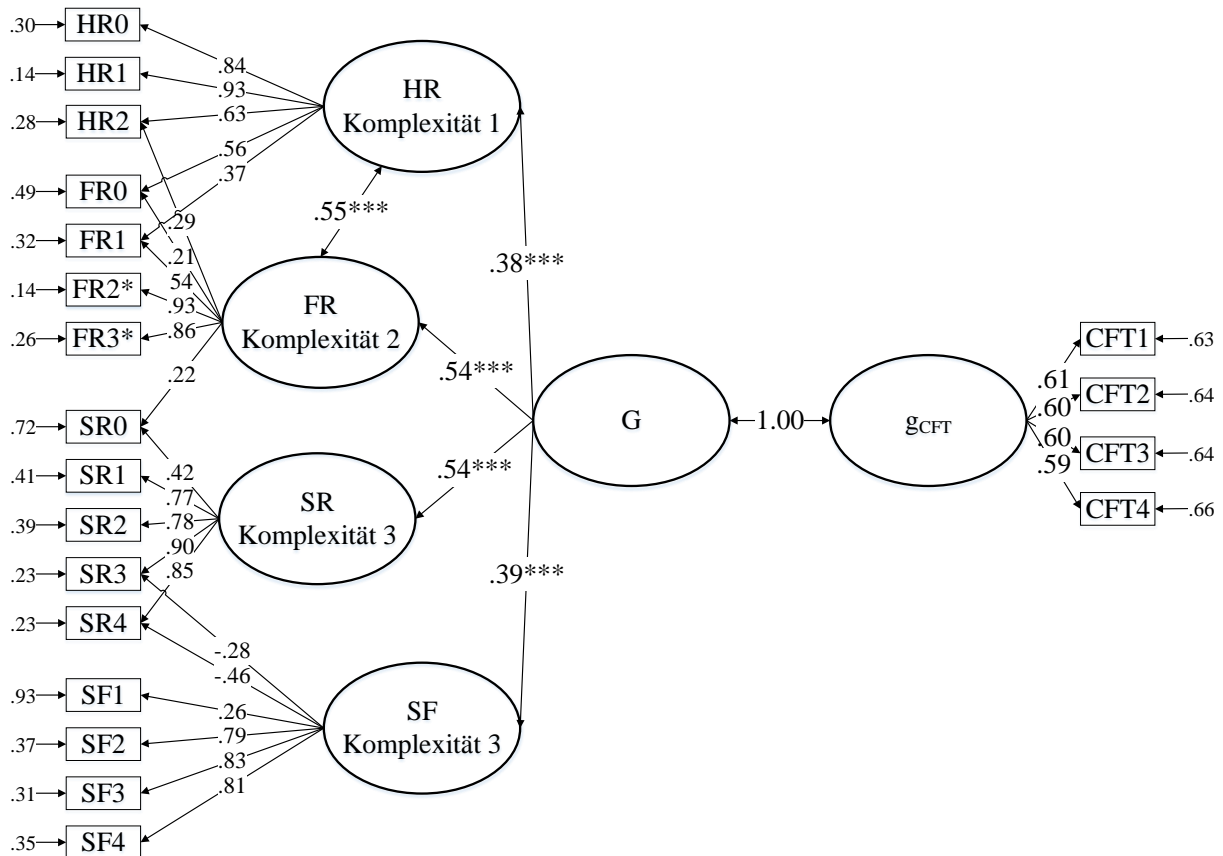 .30 HR0
.14 HR1
.28 HR2
.49 FR0
.32 FR1
.14 FR2*
.26 FR3*
.72 SR0
.41 SR1
.39 SR2
.23 SR3
.23 SR4
.93 SF1
.37 SF2
.31 SF3
.35 SF4
.84
.93
.63
.56
.37
.29
.21
54
.93
.86
.22
.42
.77
.78
.90
.85
-.28
-.46
.26
.79
.83
.81
HR
Komplexität 1
.55***
FR
Komplexität 2
SR
Komplexität 3
SF
Komplexität 3
.38***
.54***
.54***
.39***
G
1.00
gCFT
.61
.60
.60
.59
CFT1 .63
CFT2 .64
CFT3 .64
CFT4 .66